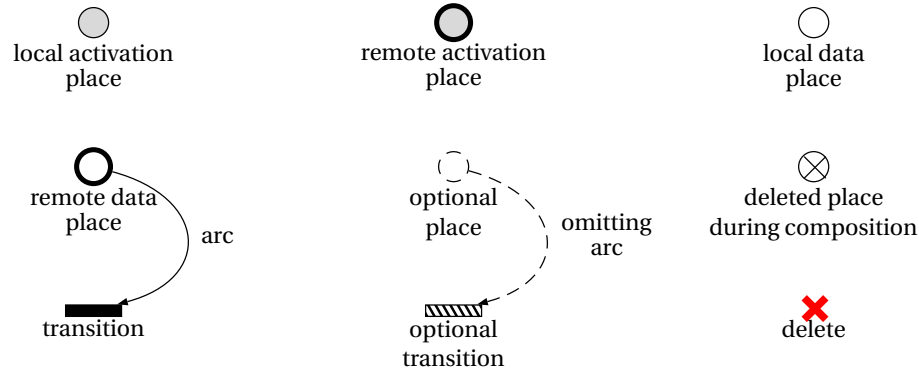 local activation
place
remote activation
place
local data
place
remote data
place
arc
transition
optional
place
omitting
arc
optional
transition
deleted place
during composition
delete